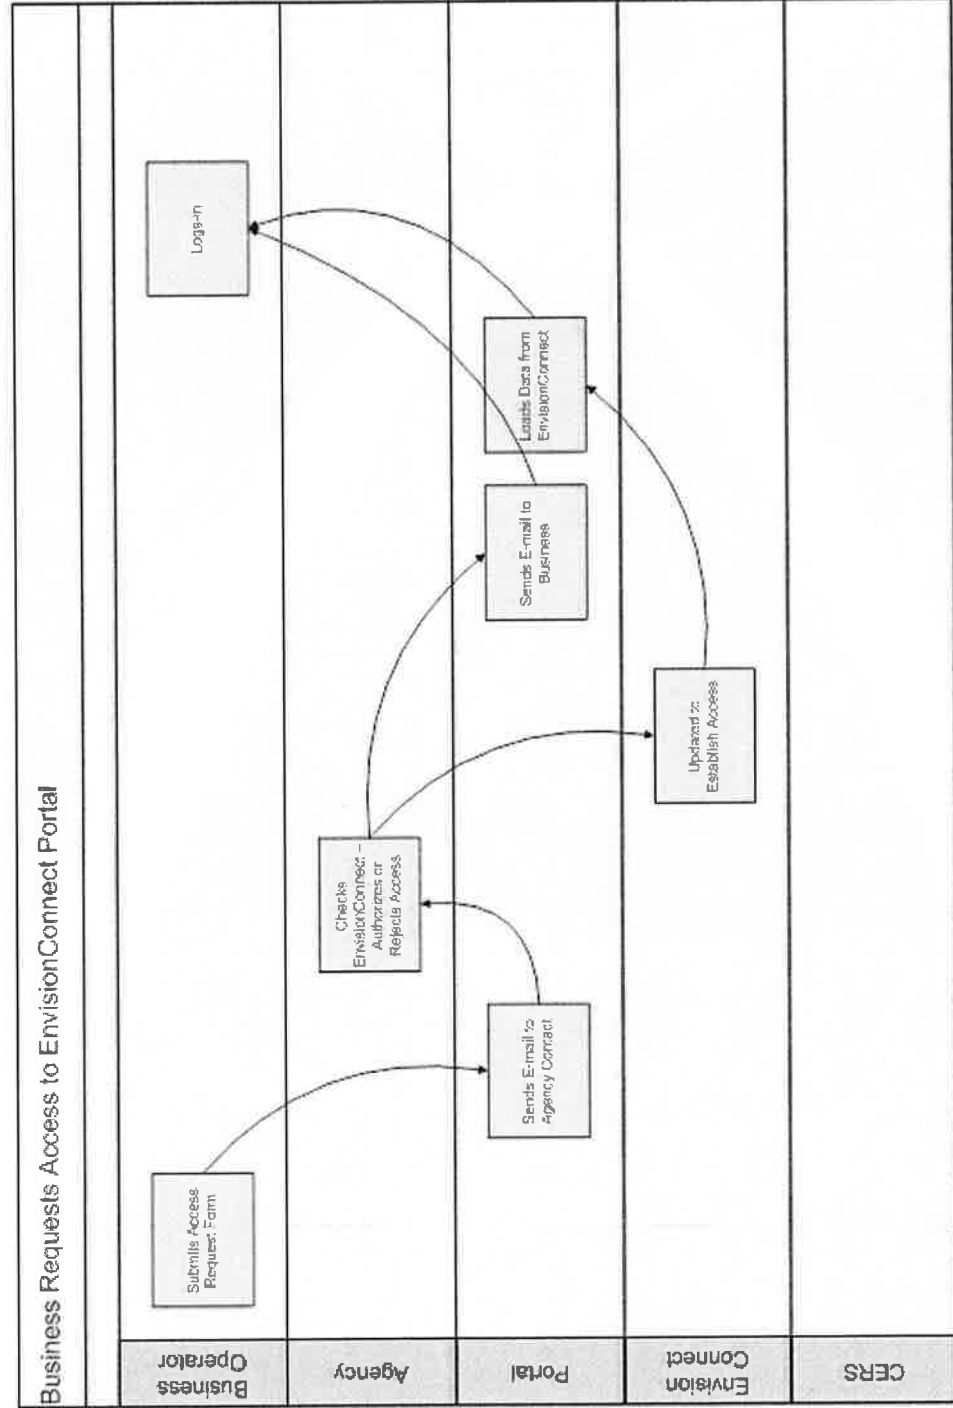 Business Requests Access to EnvisionConnect Portal
Business
Operator
Submits Access
Request Form
Logs-in
Agency
Checks
EnvisionConnect –
Authorizes or
Rejects Access
Portal
Sends E-mail to
Agency Contact
Sends E-mail to
Business
Loads Data from
EnvisionConnect
Envision
Connect
Updated to
Establish Access
CERS